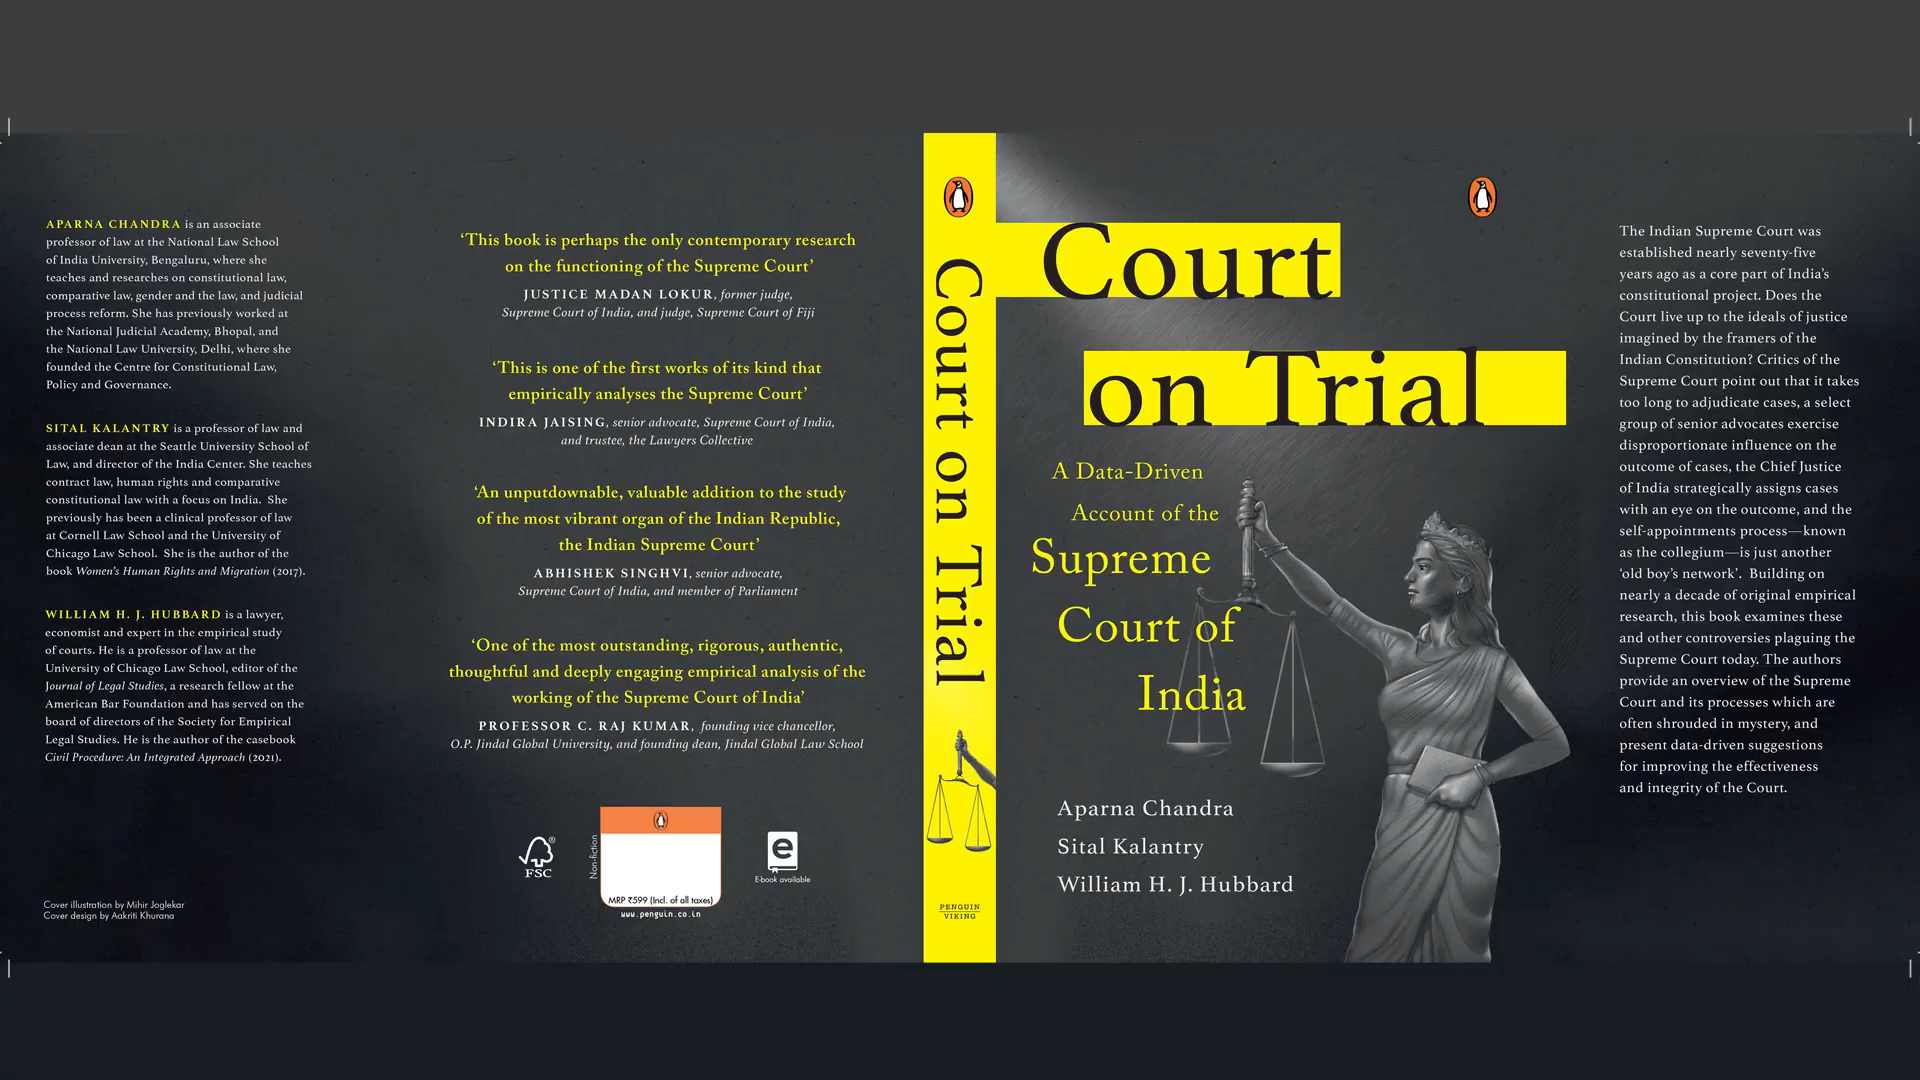 APARNA CHANDRA is an associate
professor of law at the National Law School
of India University, Bengaluru, where she
teaches and researches on constitutional law,
comparative law, gender and the law, and judicial
process reform. She has previously worked at
the National Judicial Academy, Bhopal, and
the National Law University, Delhi, where she
founded the Centre for Constitutional Law,
Policy and Governance.
SITAL KALANTRY is a professor of law and
associate dean at the Seattle University School of
Law, and director of the India Center. She teaches
contract law, human rights and comparative
constitutional law with a focus on India. She
previously has been a clinical professor of law
at Cornell Law School and the University of
Chicago Law School. She is the author of the
book Women's Human Rights and Migration (2017).
WILLIAM H. J. HUBBARD is a lawyer,
economist and expert in the empirical study
of courts. He is a professor of law at the
University of Chicago Law School, editor of the
Journal of Legal Studies, a research fellow at the
American Bar Foundation and has served on the
board of directors of the Society for Empirical
Legal Studies. He is the author of the casebook
Civil Procedure: An Integrated Approach (2021).
Cover illustration by Mihir Joglekar
Cover design by Aakriti Khurana
‘This book is perhaps the only contemporary research
on the functioning of the Supreme Court’
JUSTICE MADAN LOKUR, former judge,
Supreme Court of India, and judge, Supreme Court of Fiji
‘This is one of the first works of its kind that
empirically analyses the Supreme Court’
INDIRA JAISING, senior advocate, Supreme Court of India,
and trustee, the Lawyers Collective
‘An unputdownable, valuable addition to the study
of the most vibrant organ of the Indian Republic,
the Indian Supreme Court’
ABHISHEK SINGHVI, senior advocate,
Supreme Court of India, and member of Parliament
‘One of the most outstanding, rigorous, authentic,
thoughtful and deeply engaging empirical analysis of the
working of the Supreme Court of India’
PROFESSOR C. RAJ KUMAR, founding vice chancellor,
O.P. Jindal Global University, and founding dean, Jindal Global Law School
FSC
®
Non-fiction
MRP ₹599 (Incl. of all taxes)
www.penguin.co.in
e
E-book available
Court on Trial
PENGUIN
VIKING
Court
on Trial
A Data-Driven
Account of the
Supreme
Court of
India
Aparna Chandra
Sital Kalantry
William H. J. Hubbard
The Indian Supreme Court was
established nearly seventy-five
years ago as a core part of India’s
constitutional project. Does the
Court live up to the ideals of justice
imagined by the framers of the
Indian Constitution? Critics of the
Supreme Court point out that it takes
too long to adjudicate cases, a select
group of senior advocates exercise
disproportionate influence on the
outcome of cases, the Chief Justice
of India strategically assigns cases
with an eye on the outcome, and the
self-appointments process—known
as the collegium—is just another
‘old boy’s network’. Building on
nearly a decade of original empirical
research, this book examines these
and other controversies plaguing the
Supreme Court today. The authors
provide an overview of the Supreme
Court and its processes which are
often shrouded in mystery, and
present data-driven suggestions
for improving the effectiveness
and integrity of the Court.